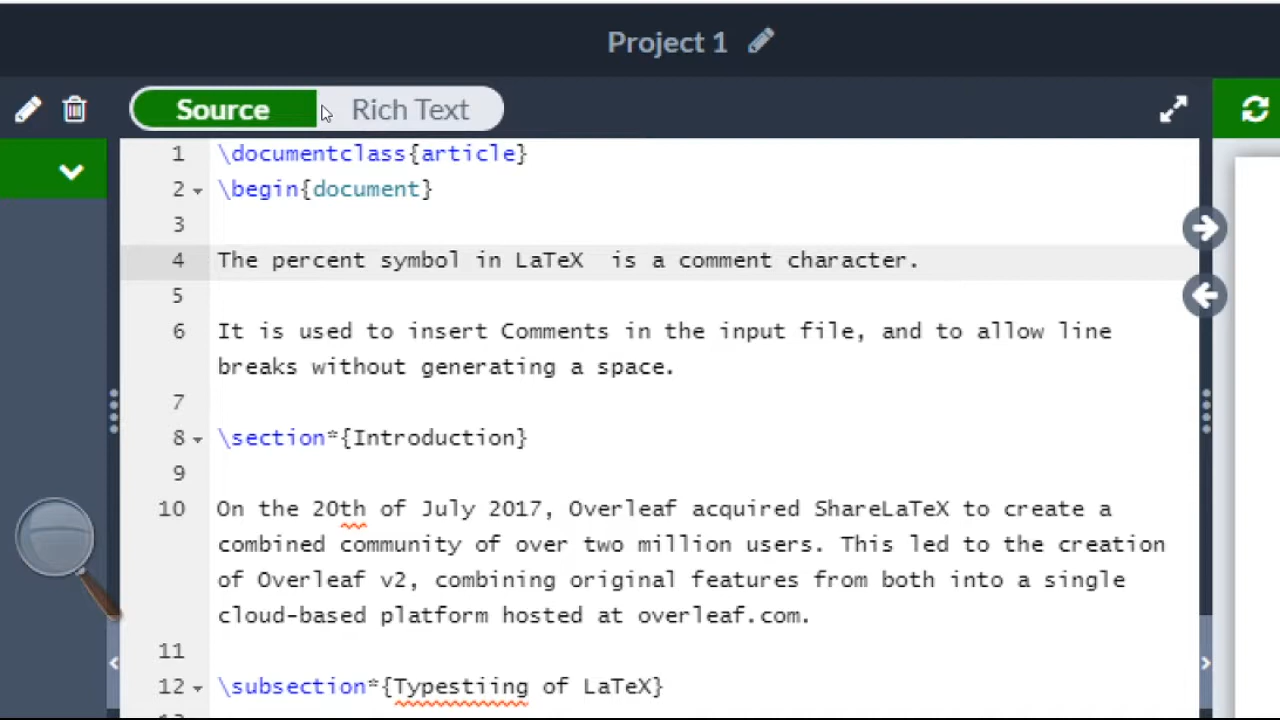 Project 1
Source Rich Text
1 \documentclass{article}
2 \begin{document}
3
4 The percent symbol in LaTeX  is a comment character.
5
6 It is used to insert Comments in the input file, and to allow line
breaks without generating a space.
7
8 \section*{Introduction}
9
10 On the 20th of July 2017, Overleaf acquired ShareLaTeX to create a
combined community of over two million users. This led to the creation
of Overleaf v2, combining original features from both into a single
cloud-based platform hosted at overleaf.com.
11
12 \subsection*{Typestiing of LaTeX}